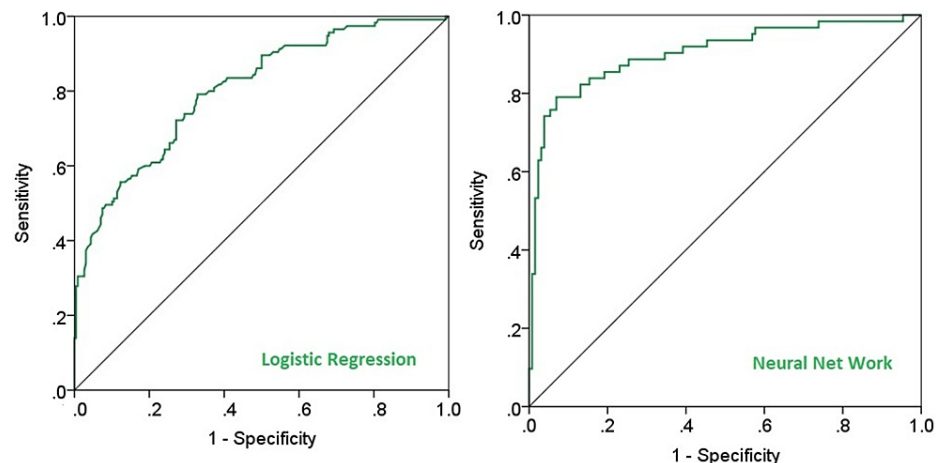 1.0
.8
.6
.4
.2
.0
Sensitivity
.0 .2 .4 .6 .8 1.0
1 - Specificity
Logistic Regression
1.0
.8
.6
.4
.2
.0
Sensitivity
.0 .2 .4 .6 .8 1.0
1 - Specificity
Neural Net Work